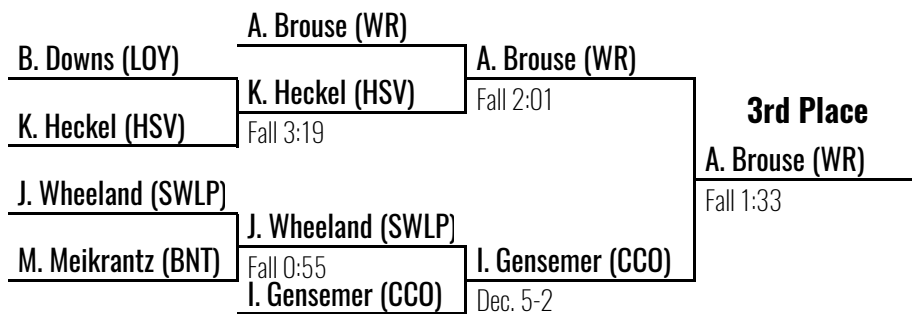 A. Brouse (WR)
B. Downs (LOY)
A. Brouse (WR)
K. Heckel (HSV)
Fall 2:01
3rd Place
K. Heckel (HSV)
Fall 3:19
A. Brouse (WR)
J. Wheeland (SWLP)
Fall 1:33
J. Wheeland (SWLP)
M. Meikrantz (BNT)
Fall 0:55
I. Gensemer (CCO)
I. Gensemer (CCO)
Dec. 5-2